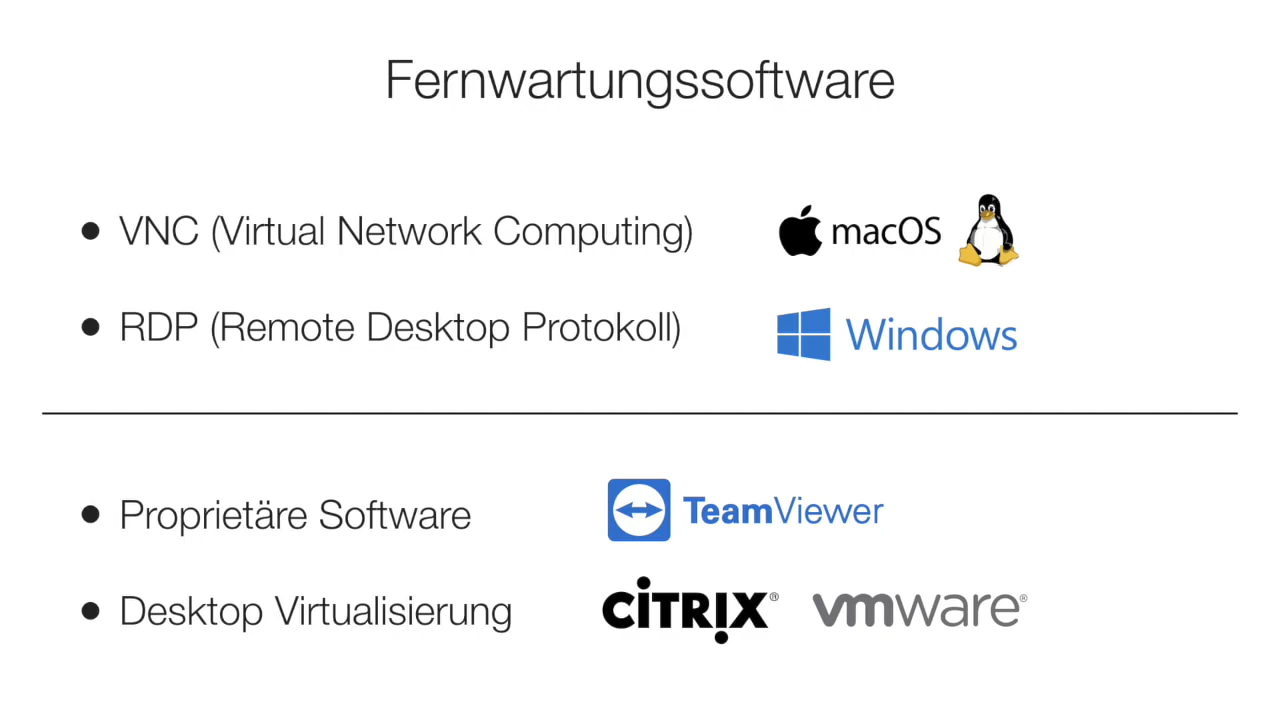 Fernwartungssoftware
• VNC (Virtual Network Computing) macOS
• RDP (Remote Desktop Protokoll) Windows
• Proprietäre Software TeamViewer
• Desktop Virtualisierung CiTRIX® vmware®